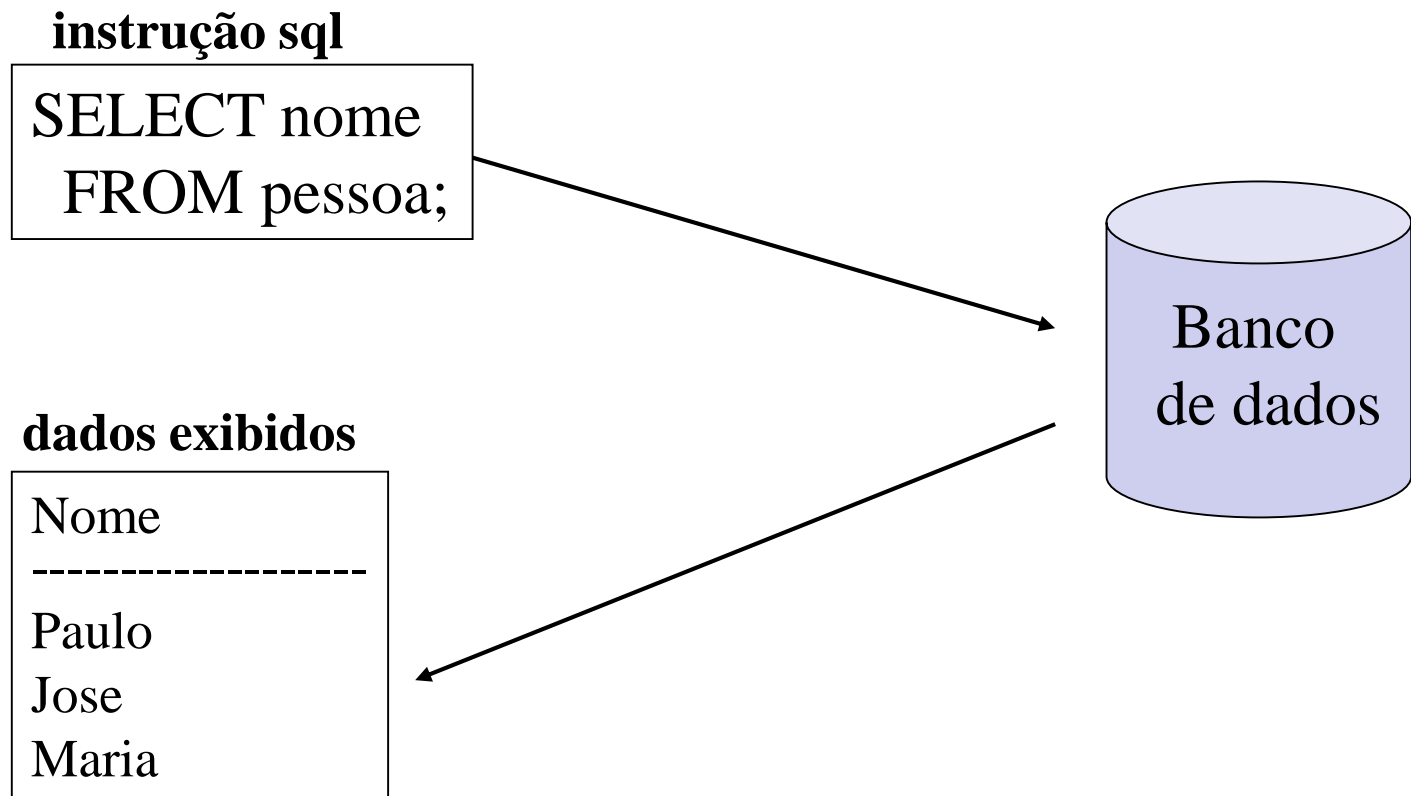 instrução sql
SELECT nome
FROM pessoa;
Banco
de dados
dados exibidos
Nome
-------------------
Paulo
Jose
Maria